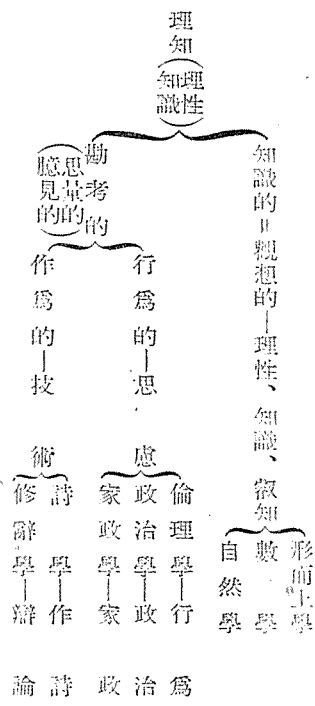 理知(理性 知識)
知識的=觀想的—理性、知識、叡知
形而上學
數學
自然學
勘考的(思量的 臆見的)
行爲的—思慮
倫理學—行爲
政治學—政治
家政學—家政
作爲的—技術
詩學—作詩
修辭學—辯論